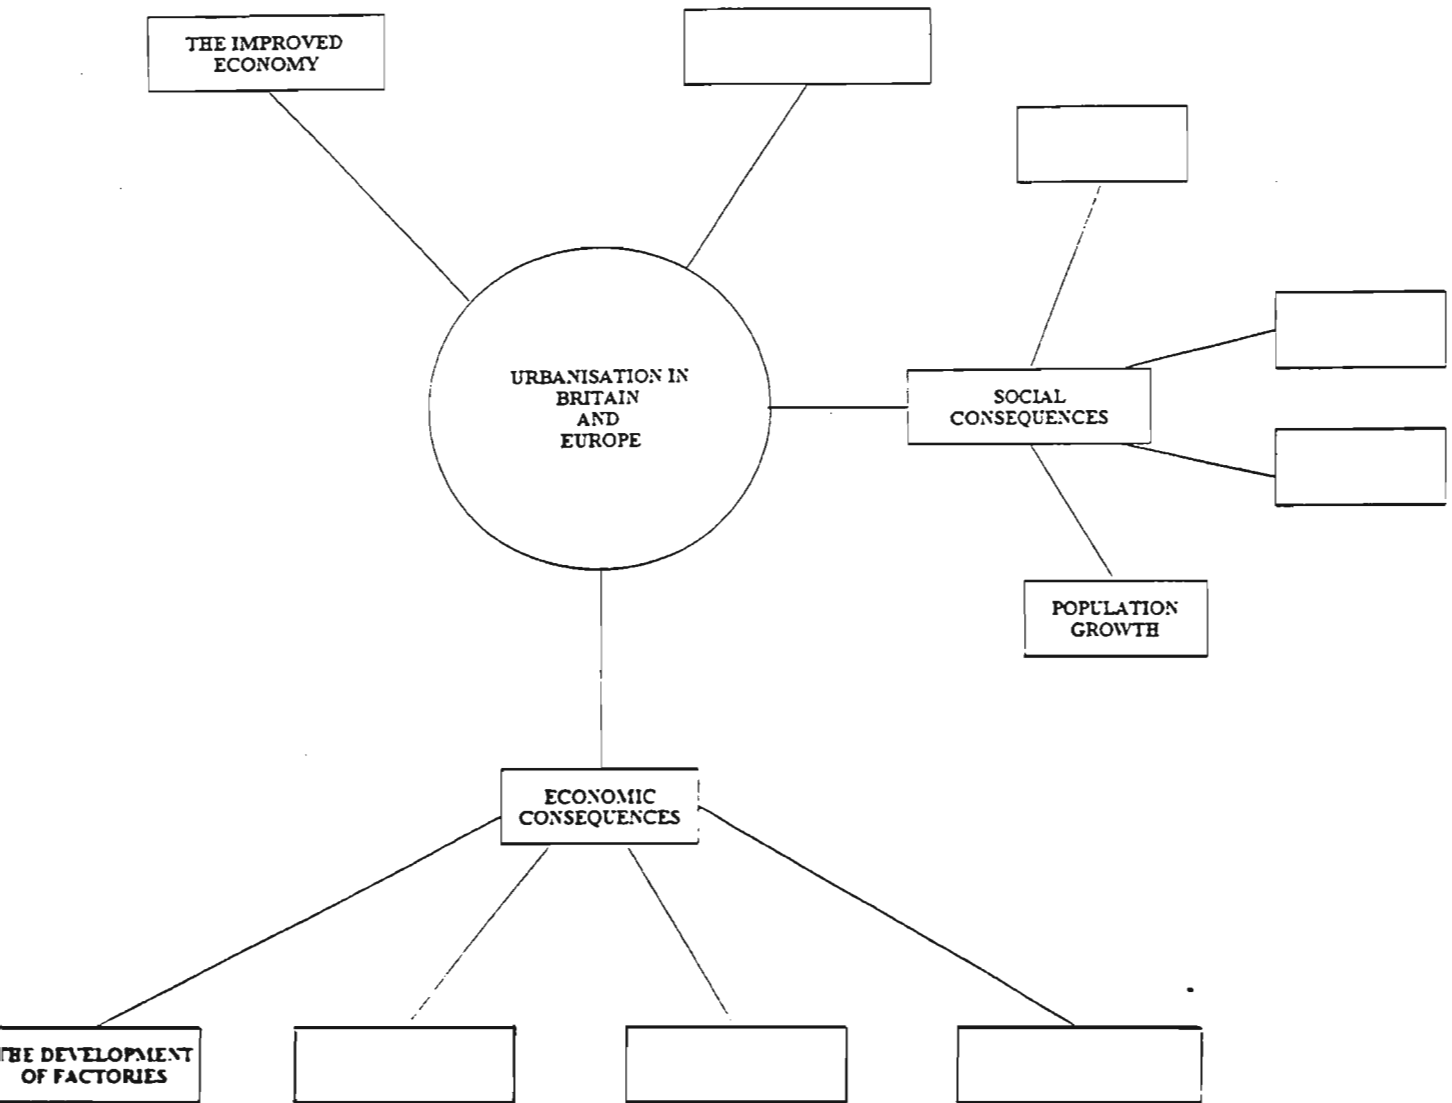 THE IMPROVED
ECONOMY
URBANISATION IN
BRITAIN
AND
EUROPE
SOCIAL
CONSEQUENCES
POPULATION
GROWTH
ECONOMIC
CONSEQUENCES
THE DEVELOPMENT
OF FACTORIES